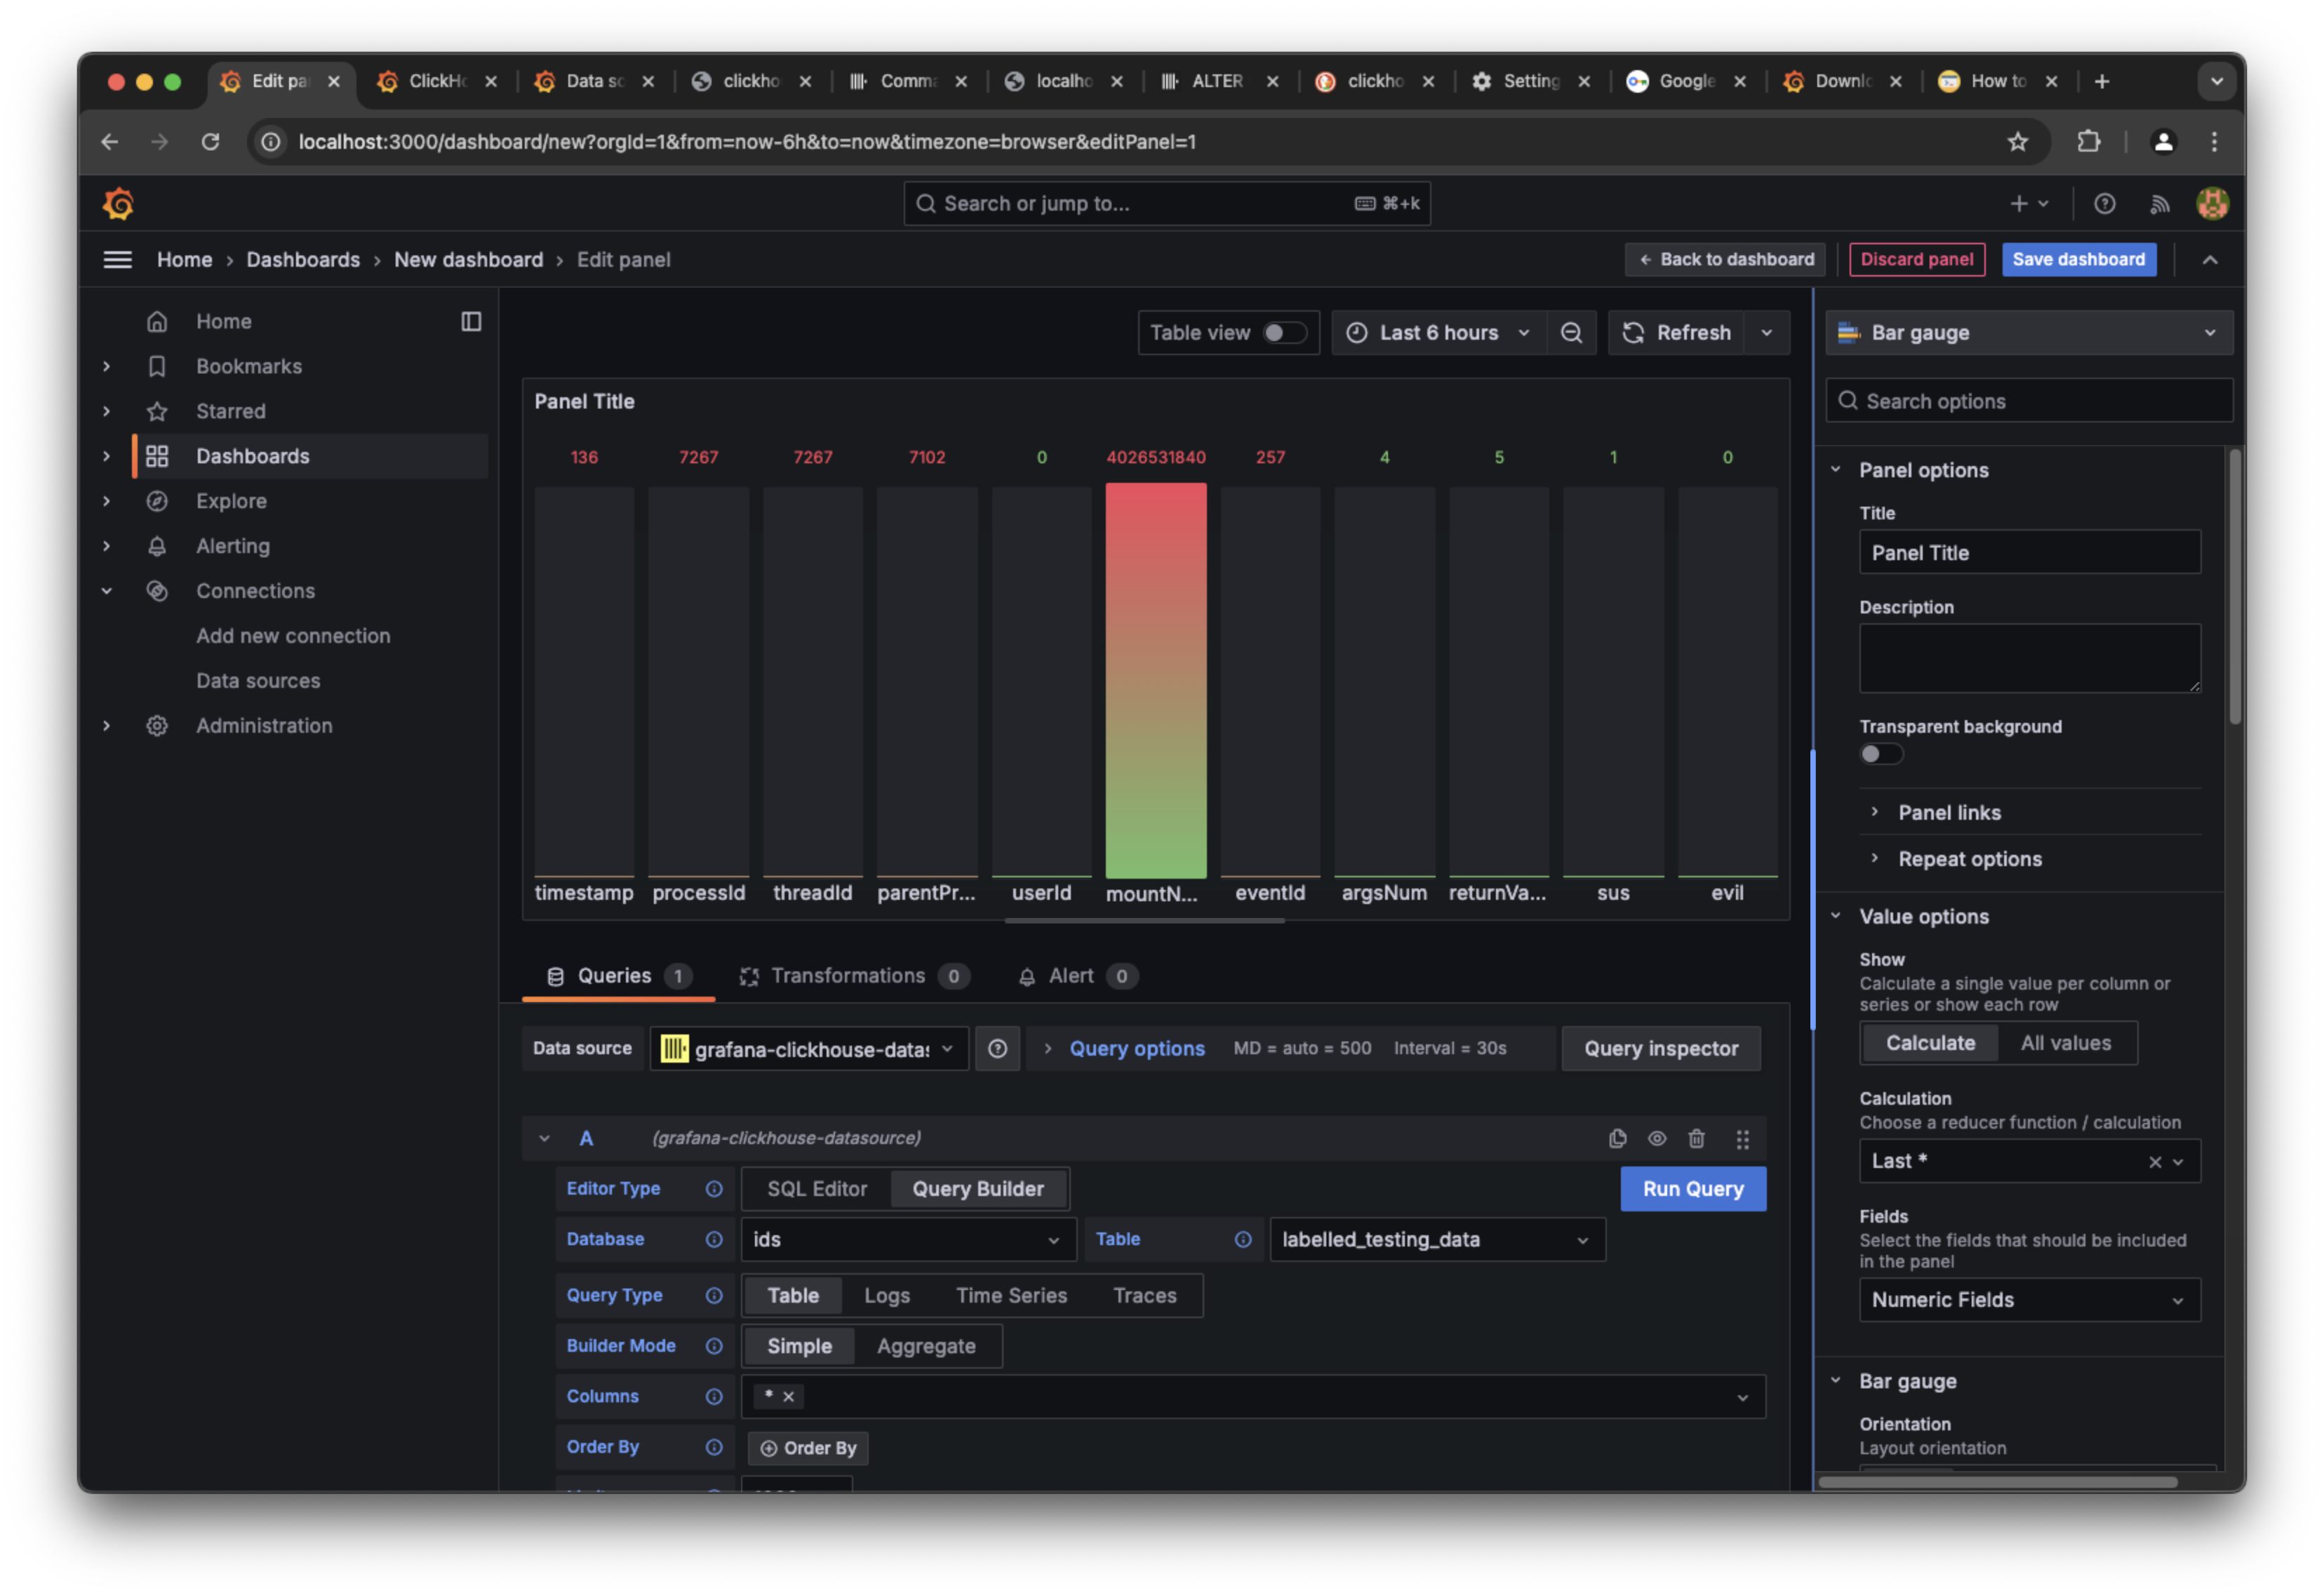 Edit pa
ClickHo
Data so
clickho
Comma
localho
ALTER
clickho
Setting
Google
Downlo
How to
localhost:3000/dashboard/new?orgId=1&from=now-6h&to=now&timezone=browser&editPanel=1
Search or jump to...
⌘+k
Home › Dashboards › New dashboard › Edit panel
← Back to dashboard
Discard panel
Save dashboard
Home
Bookmarks
Starred
Dashboards
Explore
Alerting
Connections
Add new connection
Data sources
Administration
Table view
Last 6 hours
Refresh
Panel Title
136 7267 7267 7102 0 4026531840 257 4 5 1 0
timestamp processId threadId parentPr... userId mountN... eventId argsNum returnVa... sus evil
Queries 1
Transformations 0
Alert 0
Data source
grafana-clickhouse-datas
Query options
MD = auto = 500
Interval = 30s
Query inspector
A
(grafana-clickhouse-datasource)
Editor Type
SQL Editor
Query Builder
Run Query
Database
ids
Table
labelled_testing_data
Query Type
Table
Logs
Time Series
Traces
Builder Mode
Simple
Aggregate
Columns
*
Order By
Order By
Bar gauge
Search options
Panel options
Title
Panel Title
Description
Transparent background
Panel links
Repeat options
Value options
Show
Calculate a single value per column or
series or show each row
Calculate
All values
Calculation
Choose a reducer function / calculation
Last *
Fields
Select the fields that should be included
in the panel
Numeric Fields
Bar gauge
Orientation
Layout orientation